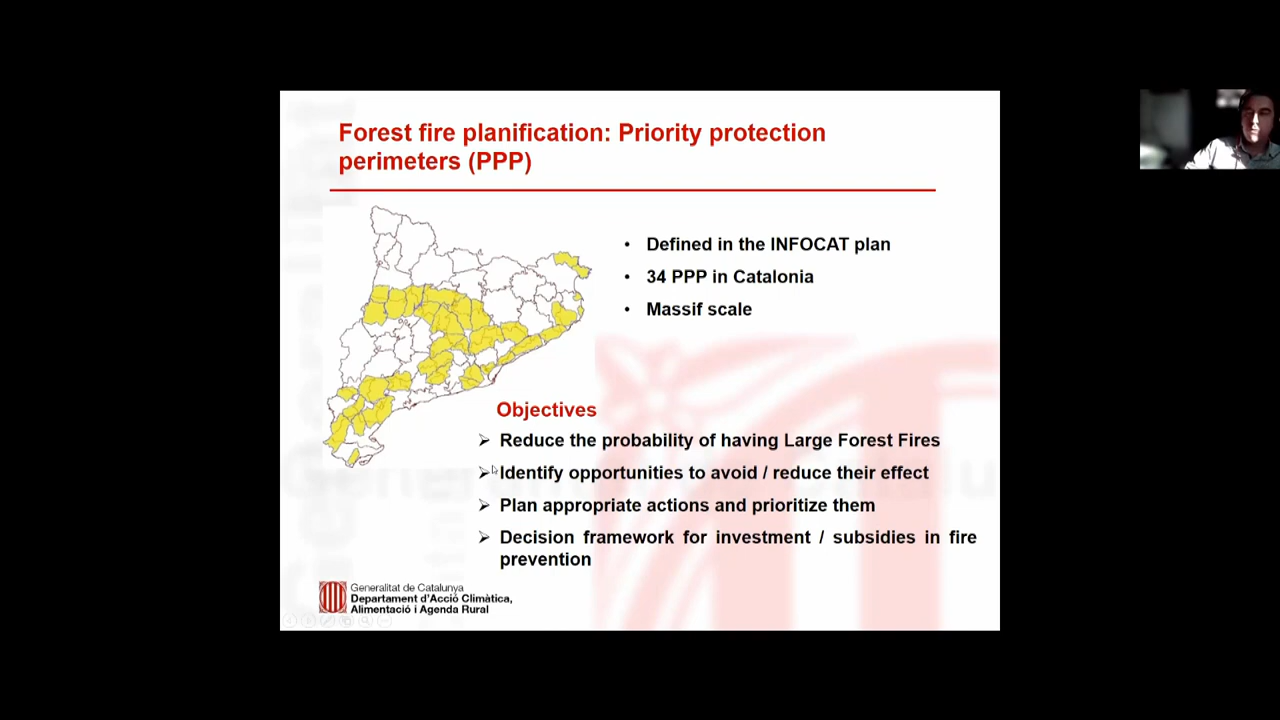 Forest fire planification: Priority protection
perimeters (PPP)
• Defined in the INFOCAT plan
• 34 PPP in Catalonia
• Massif scale
Objectives
➢ Reduce the probability of having Large Forest Fires
➢ Identify opportunities to avoid / reduce their effect
➢ Plan appropriate actions and prioritize them
➢ Decision framework for investment / subsidies in fire
prevention
Generalitat de Catalunya
Departament d'Acció Climàtica,
Alimentació i Agenda Rural